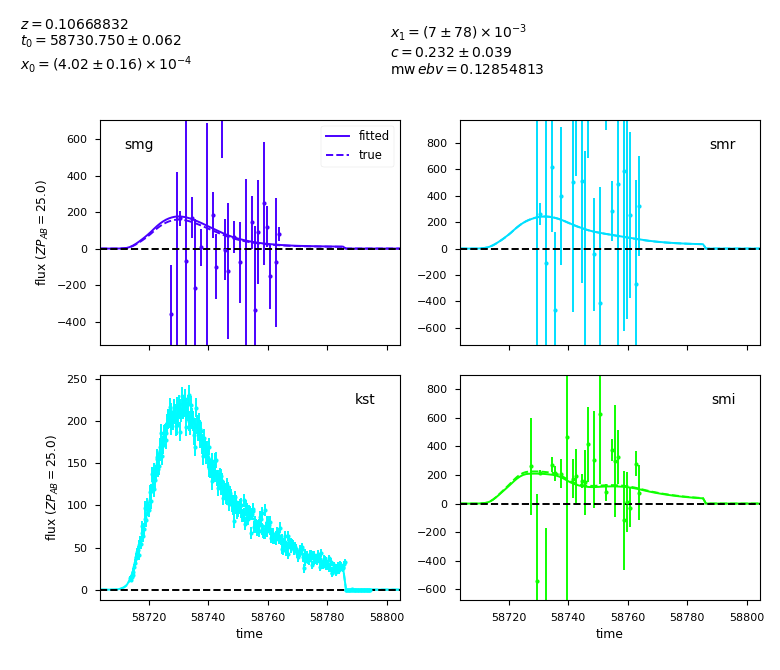 z = 0.10668832
t₀ = 58730.750 ± 0.062
x₀ = (4.02 ± 0.16) × 10⁻⁴
x₁ = (7 ± 78) × 10⁻³
c = 0.232 ± 0.039
mw ebv = 0.12854813
smg
fitted
true
600
400
200
0
−200
−400
flux (ZP_AB = 25.0)
smr
800
600
400
200
0
−200
−400
−600
kst
250
200
150
100
50
0
flux (ZP_AB = 25.0)
58720 58740 58760 58780 58800
time
smi
800
600
400
200
0
−200
−400
−600
58720 58740 58760 58780 58800
time